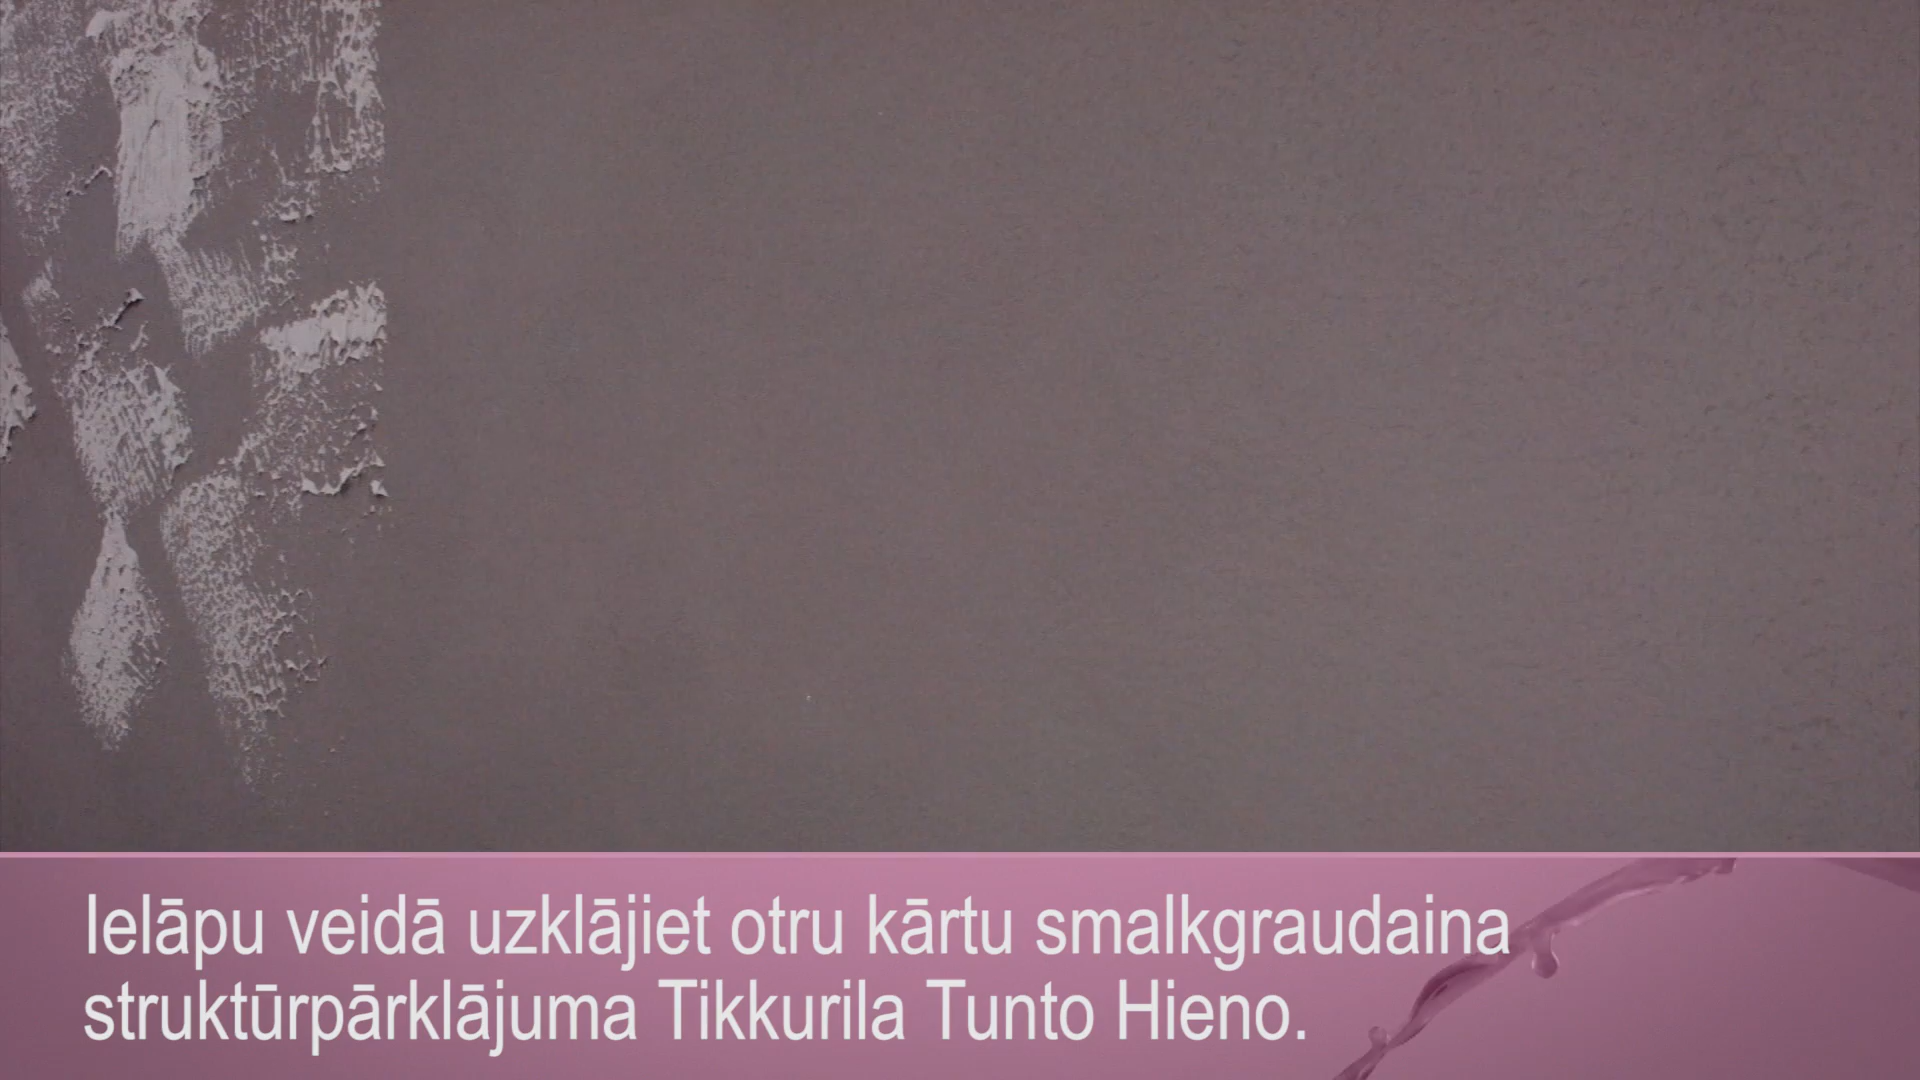 Ielāpu veidā uzklājiet otru kārtu smalkgraudaina
struktūrpārklājuma Tikkurila Tunto Hieno.